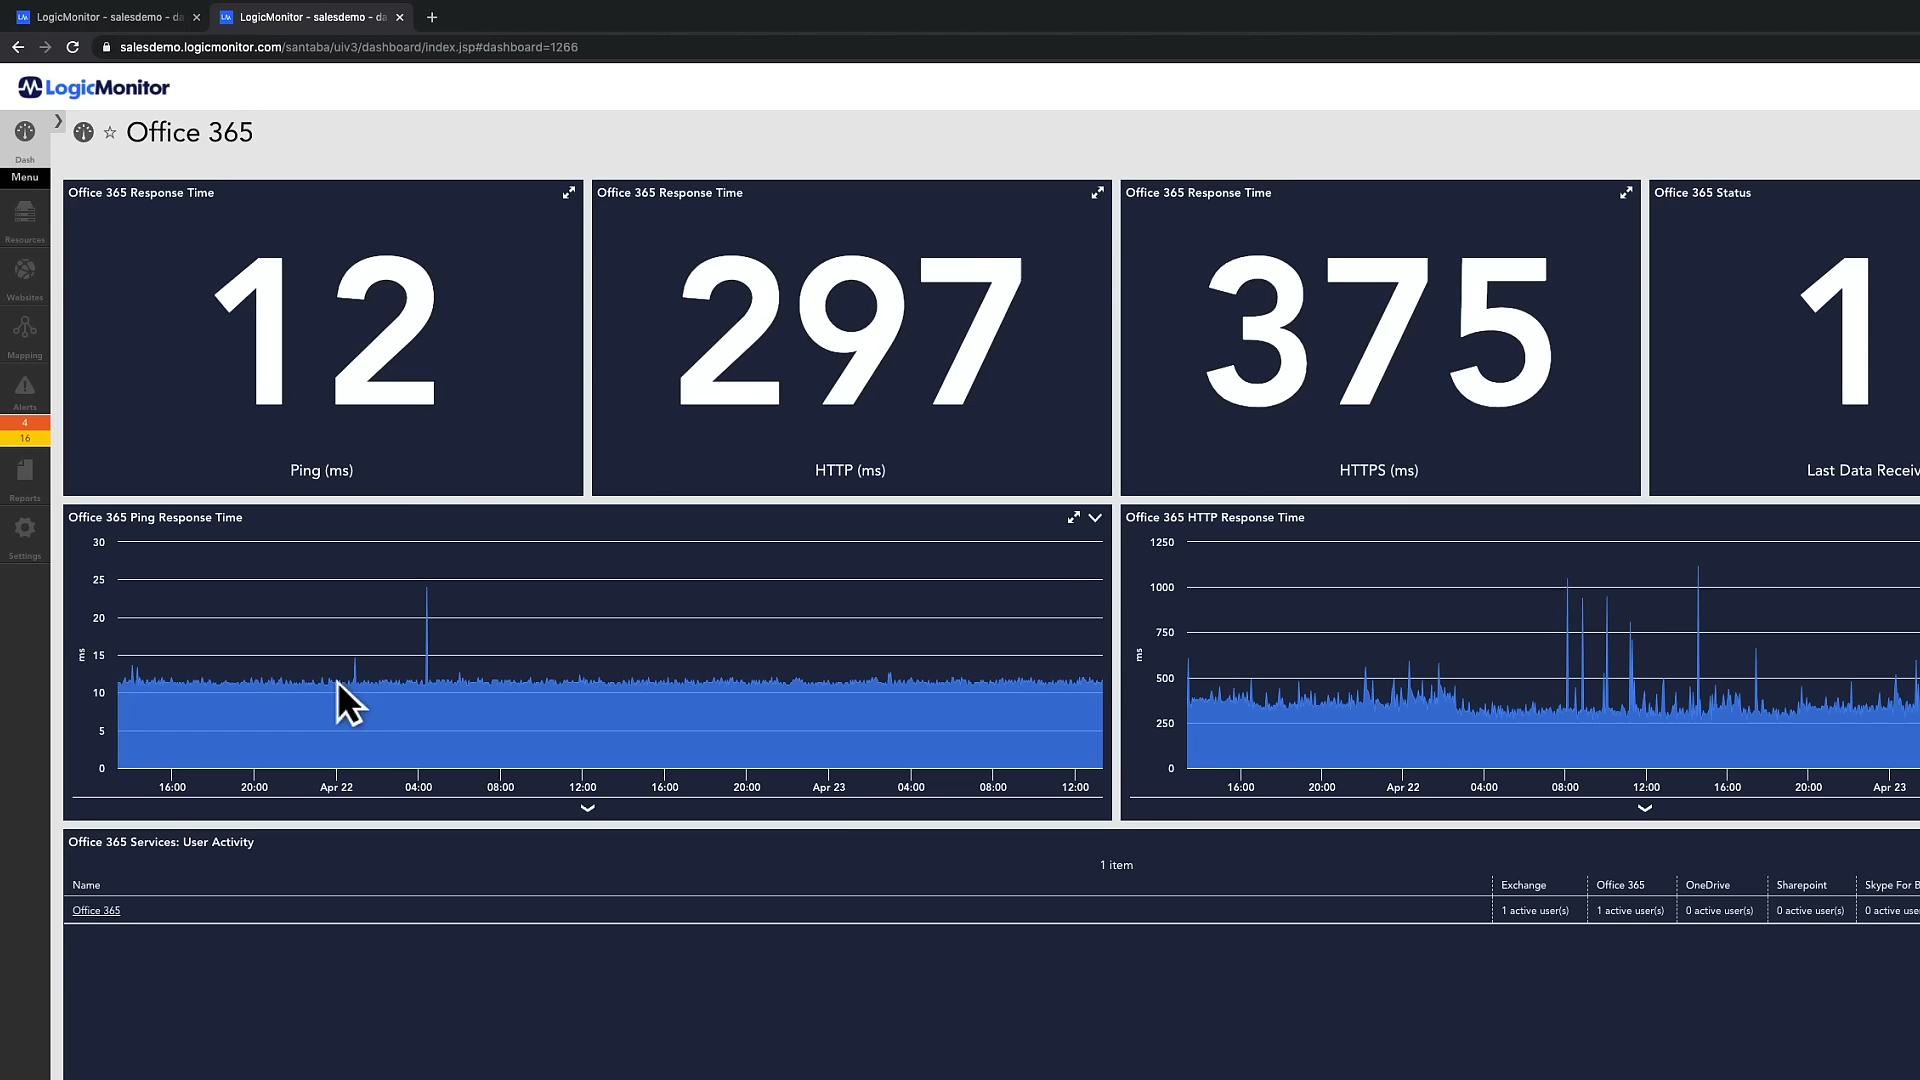 LogicMonitor - salesdemo - da
LogicMonitor - salesdemo - da
salesdemo.logicmonitor.com/santaba/uiv3/dashboard/index.jsp#dashboard=1266
LogicMonitor
Office 365
Dash
Menu
Resources
Websites
Mapping
Alerts
4
16
Reports
Settings
Office 365 Response Time
12
Ping (ms)
Office 365 Response Time
297
HTTP (ms)
Office 365 Response Time
375
HTTPS (ms)
Office 365 Status
1
Last Data Receiv
Office 365 Ping Response Time
30
25
20
15
10
5
0
ms
16:00 20:00 Apr 22 04:00 08:00 12:00 16:00 20:00 Apr 23 04:00 08:00 12:00
Office 365 HTTP Response Time
1250
1000
750
500
250
0
ms
16:00 20:00 Apr 22 04:00 08:00 12:00 16:00 20:00 Apr 23
Office 365 Services: User Activity
1 item
Name Exchange Office 365 OneDrive Sharepoint Skype For B
Office 365 1 active user(s) 1 active user(s) 0 active user(s) 0 active user(s) 0 active use